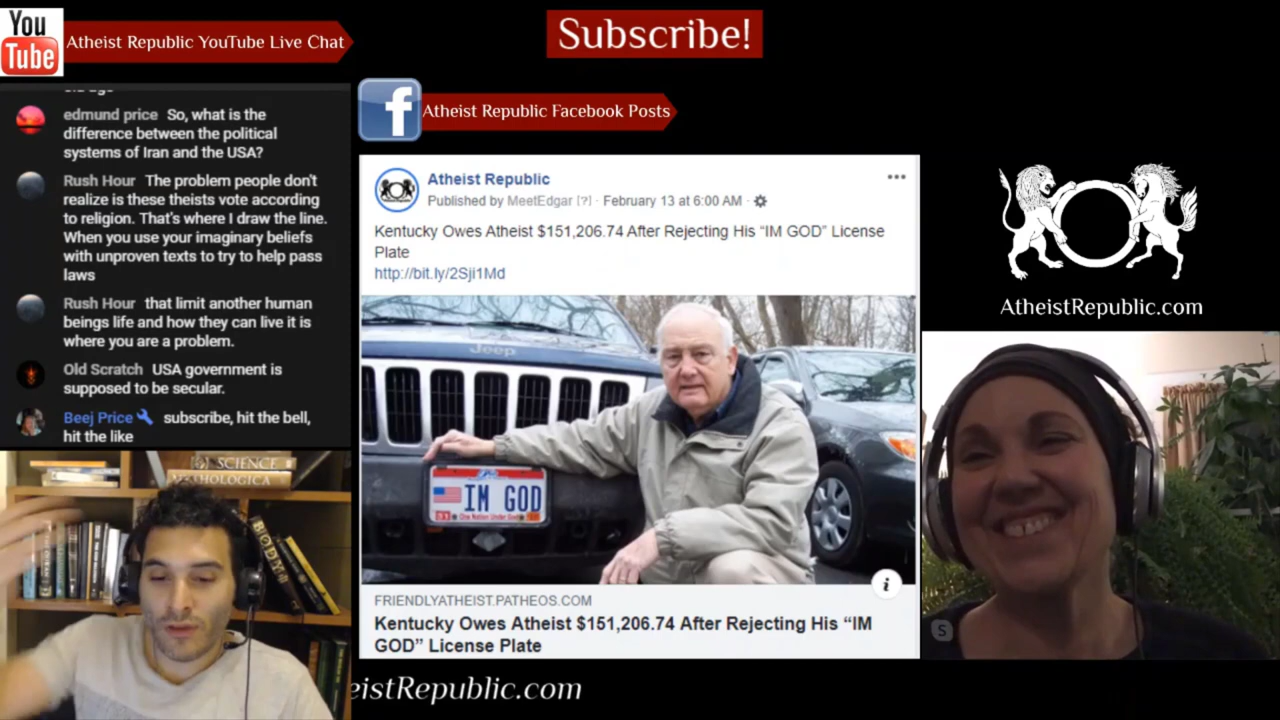 You
Tube
Atheist Republic YouTube Live Chat
Subscribe!
edmund price So, what is the
difference between the political
systems of Iran and the USA?
Rush Hour The problem people don't
realize is these theists vote according
to religion. That's where I draw the line.
When you use your imaginary beliefs
with unproven texts to try to help pass
laws
Rush Hour that limit another human
beings life and how they can live it is
where you are a problem.
Old Scratch USA government is
supposed to be secular.
Beej Price subscribe, hit the bell,
hit the like
f
Atheist Republic Facebook Posts
Atheist Republic
Published by MeetEdgar [?] · February 13 at 6:00 AM ·
Kentucky Owes Atheist $151,206.74 After Rejecting His “IM GOD” License
Plate
http://bit.ly/2Sji1Md
Jeep
IM GOD
One Nation Under God
i
FRIENDLYATHEIST.PATHEOS.COM
Kentucky Owes Atheist $151,206.74 After Rejecting His “IM
GOD” License Plate
AtheistRepublic.com
S
SCIENCE
eistRepublic.com